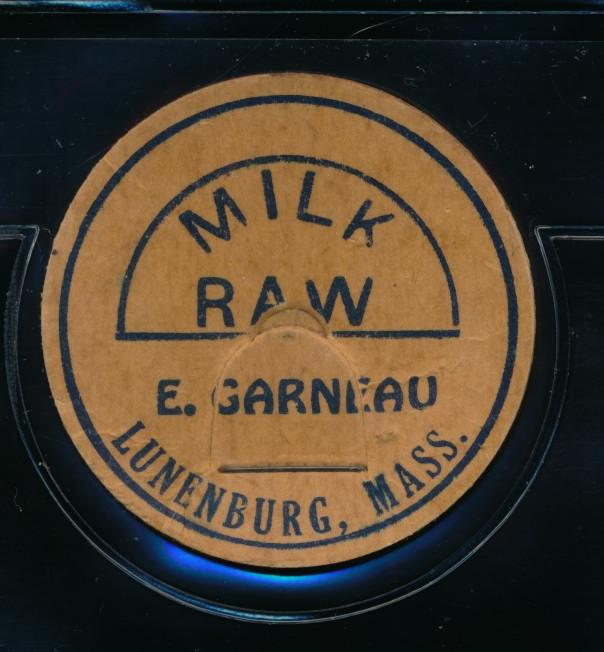 MILK
RAW
E. GARNEAU
LUNENBURG, MASS.